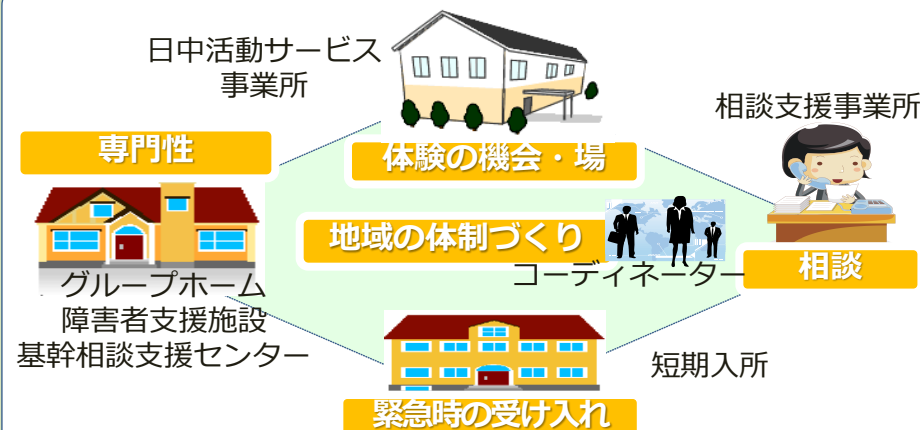 日中活動サービス
事業所
相談支援事業所
専門性
体験の機会・場
地域の体制づくり
コーディネーター
相談
グループホーム
障害者支援施設
基幹相談支援センター
短期入所
緊急時の受け入れ